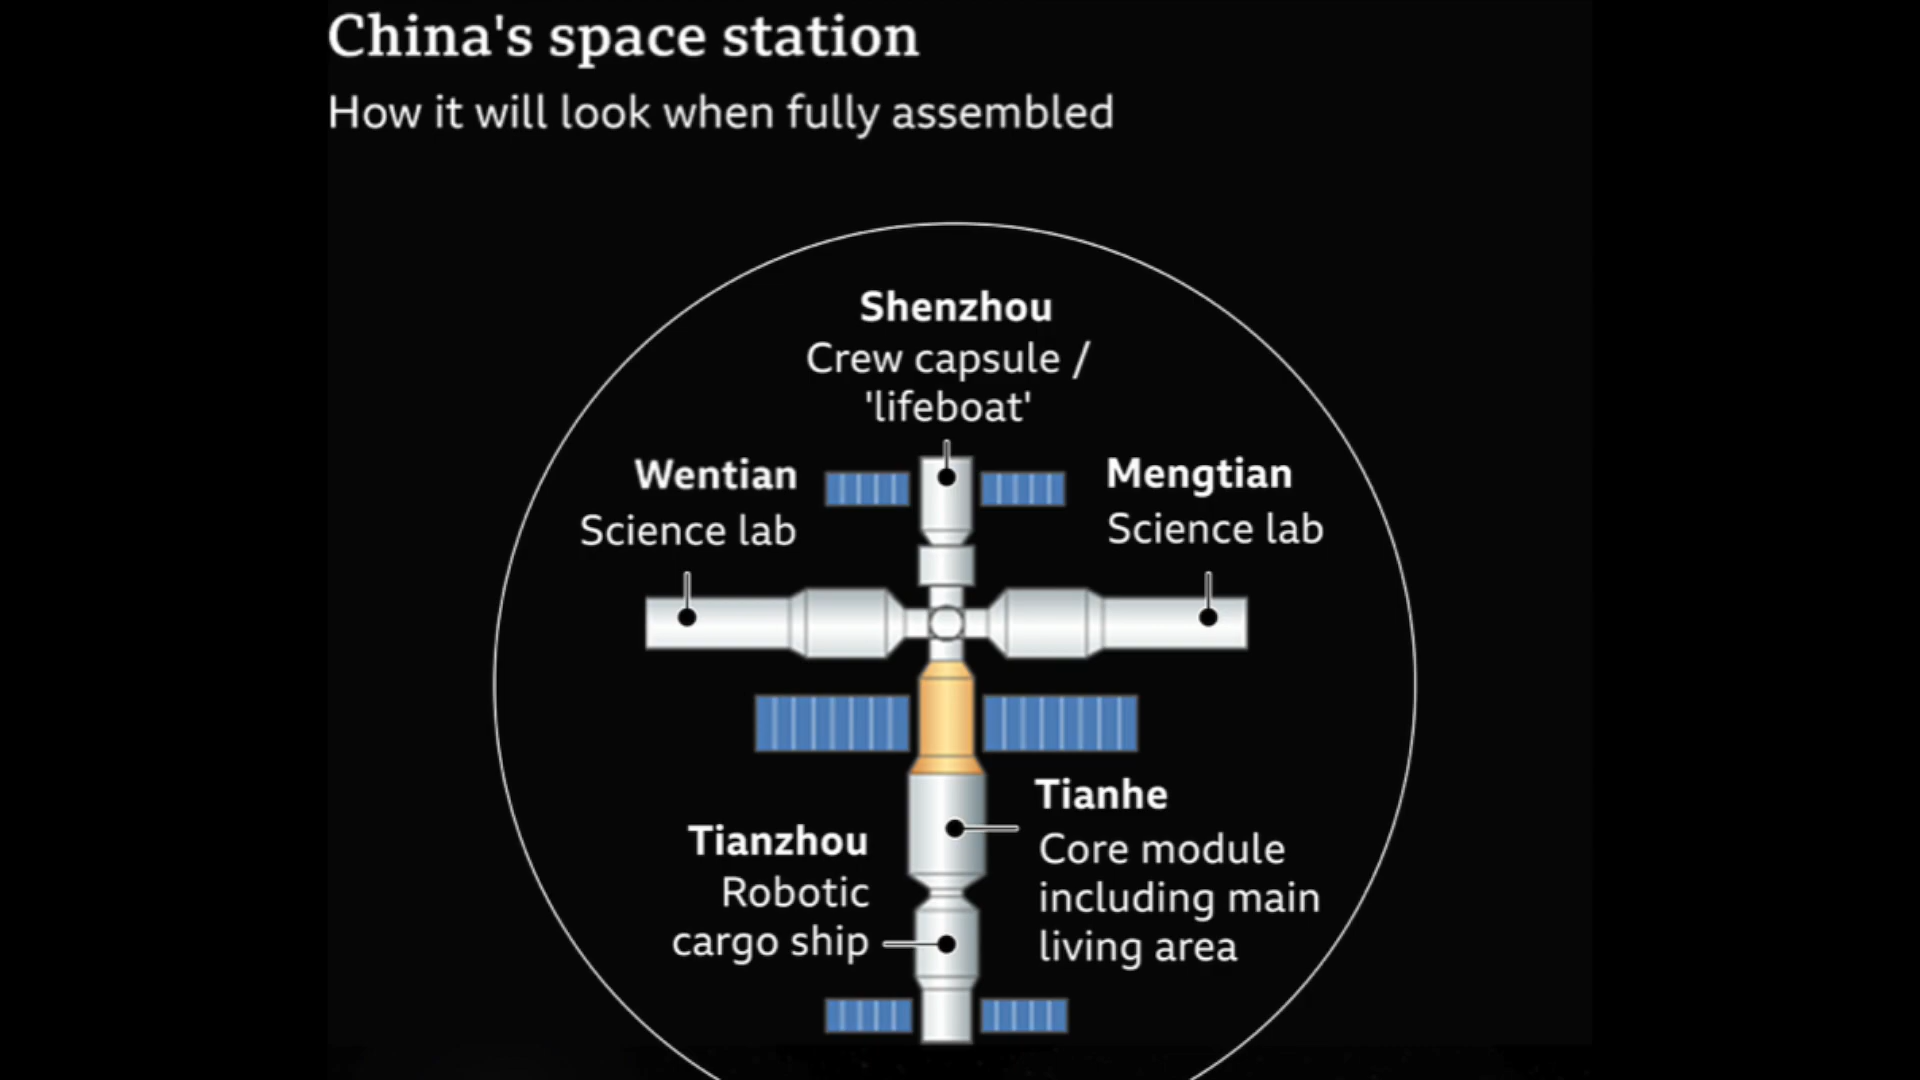 China's space station
How it will look when fully assembled
Shenzhou
Crew capsule /
'lifeboat'
Wentian
Science lab
Mengtian
Science lab
Tianhe
Core module
including main
living area
Tianzhou
Robotic
cargo ship